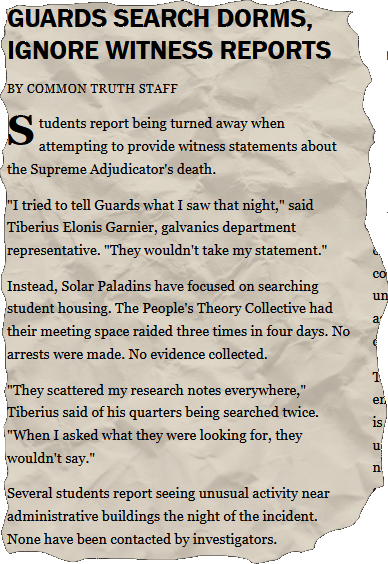 GUARDS SEARCH DORMS,
IGNORE WITNESS REPORTS
BY COMMON TRUTH STAFF
Students report being turned away when
attempting to provide witness statements about
the Supreme Adjudicator's death.
"I tried to tell Guards what I saw that night," said
Tiberius Elonis Garnier, galvanics department
representative. "They wouldn't take my statement."
Instead, Solar Paladins have focused on searching
student housing. The People's Theory Collective had
their meeting space raided three times in four days. No
arrests were made. No evidence collected.
"They scattered my research notes everywhere,"
Tiberius said of his quarters being searched twice.
"When I asked what they were looking for, they
wouldn't say."
Several students report seeing unusual activity near
administrative buildings the night of the incident.
None have been contacted by investigators.